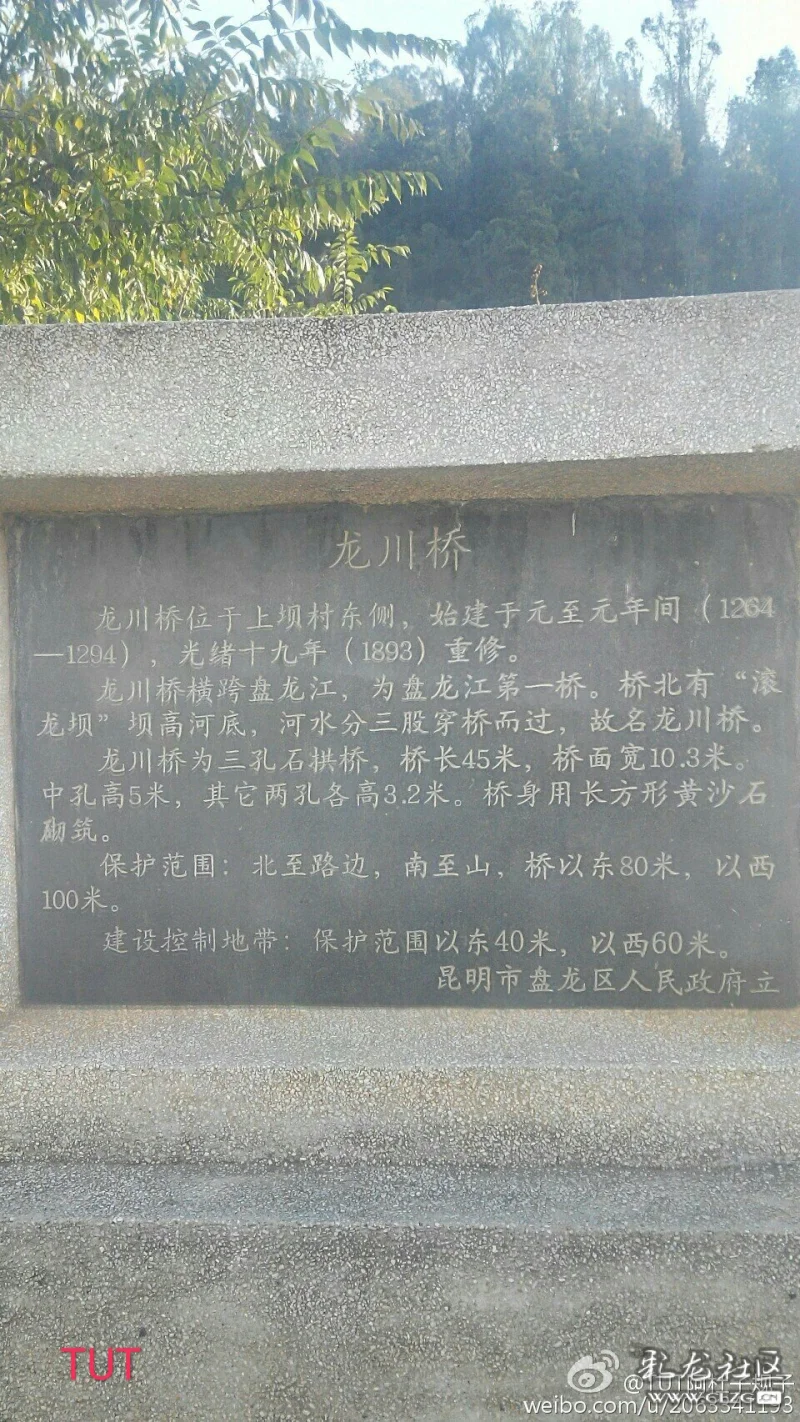 龙川桥
龙川桥位于上坝村东侧，始建于元至元年间（1264
—1294），光绪十九年（1893）重修。
龙川桥横跨盘龙江，为盘龙江第一桥。桥北有“滚
龙坝”坝高河底，河水分三股穿桥而过，故名龙川桥。
龙川桥为三孔石拱桥，桥长45米，桥面宽10.3米。
中孔高5米，其它两孔各高3.2米。桥身用长方形黄沙石
砌筑。
保护范围：北至路边，南至山，桥以东80米，以西
100米。
建设控制地带：保护范围以东40米，以西60米。
昆明市盘龙区人民政府立
TUT
龙社区
weibo.com/u/2063341193